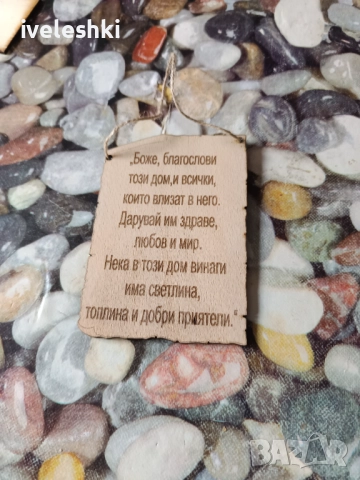 iveleshki
„Боже, благослови
този дом,и всички,
които влизат в него.
Дарувай им здраве,
любов и мир.
Нека в този дом винаги
има светлина,
топлина и добри приятели.“
BAZAR